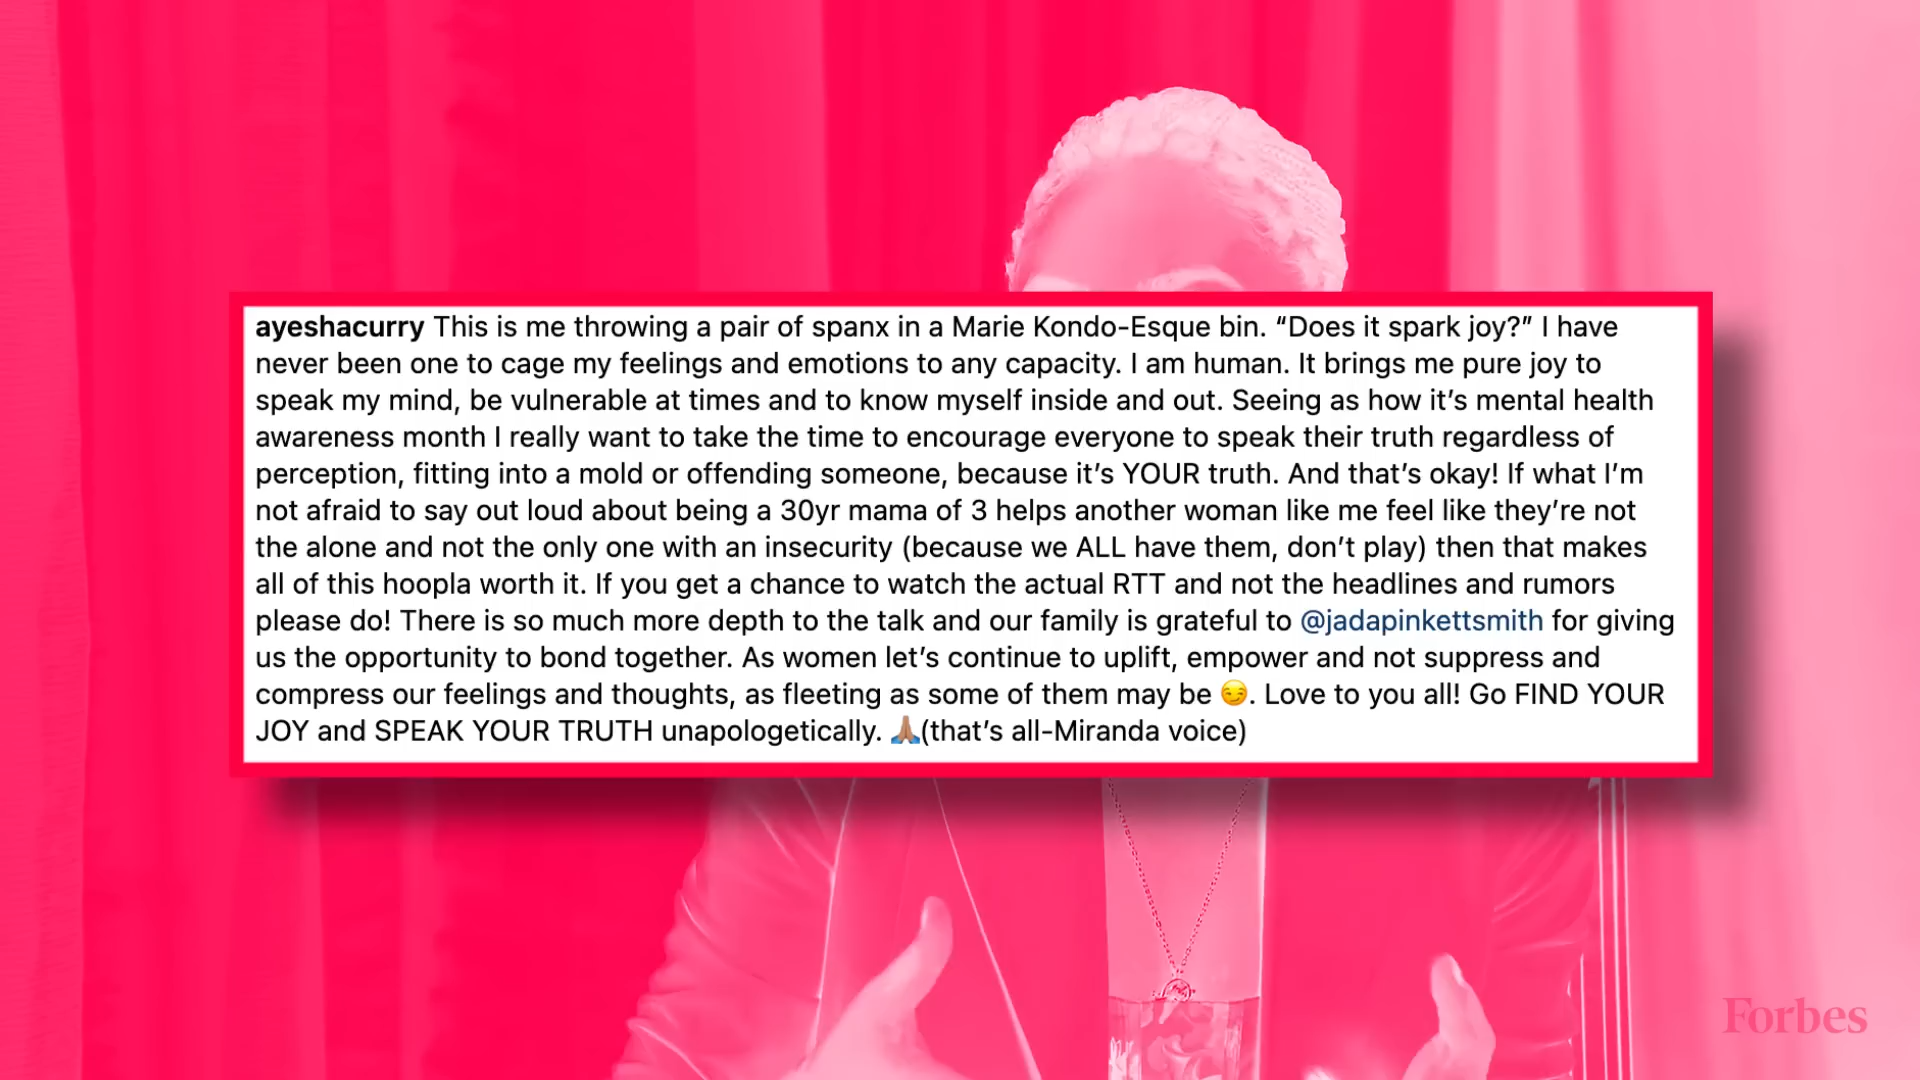 ayeshacurry This is me throwing a pair of spanx in a Marie Kondo-Esque bin. “Does it spark joy?” I have
never been one to cage my feelings and emotions to any capacity. I am human. It brings me pure joy to
speak my mind, be vulnerable at times and to know myself inside and out. Seeing as how it’s mental health
awareness month I really want to take the time to encourage everyone to speak their truth regardless of
perception, fitting into a mold or offending someone, because it’s YOUR truth. And that’s okay! If what I’m
not afraid to say out loud about being a 30yr mama of 3 helps another woman like me feel like they’re not
the alone and not the only one with an insecurity (because we ALL have them, don’t play) then that makes
all of this hoopla worth it. If you get a chance to watch the actual RTT and not the headlines and rumors
please do! There is so much more depth to the talk and our family is grateful to @jadapinkettsmith for giving
us the opportunity to bond together. As women let’s continue to uplift, empower and not suppress and
compress our feelings and thoughts, as fleeting as some of them may be 😏. Love to you all! Go FIND YOUR
JOY and SPEAK YOUR TRUTH unapologetically. 🙏🏽(that’s all-Miranda voice)
Forbes